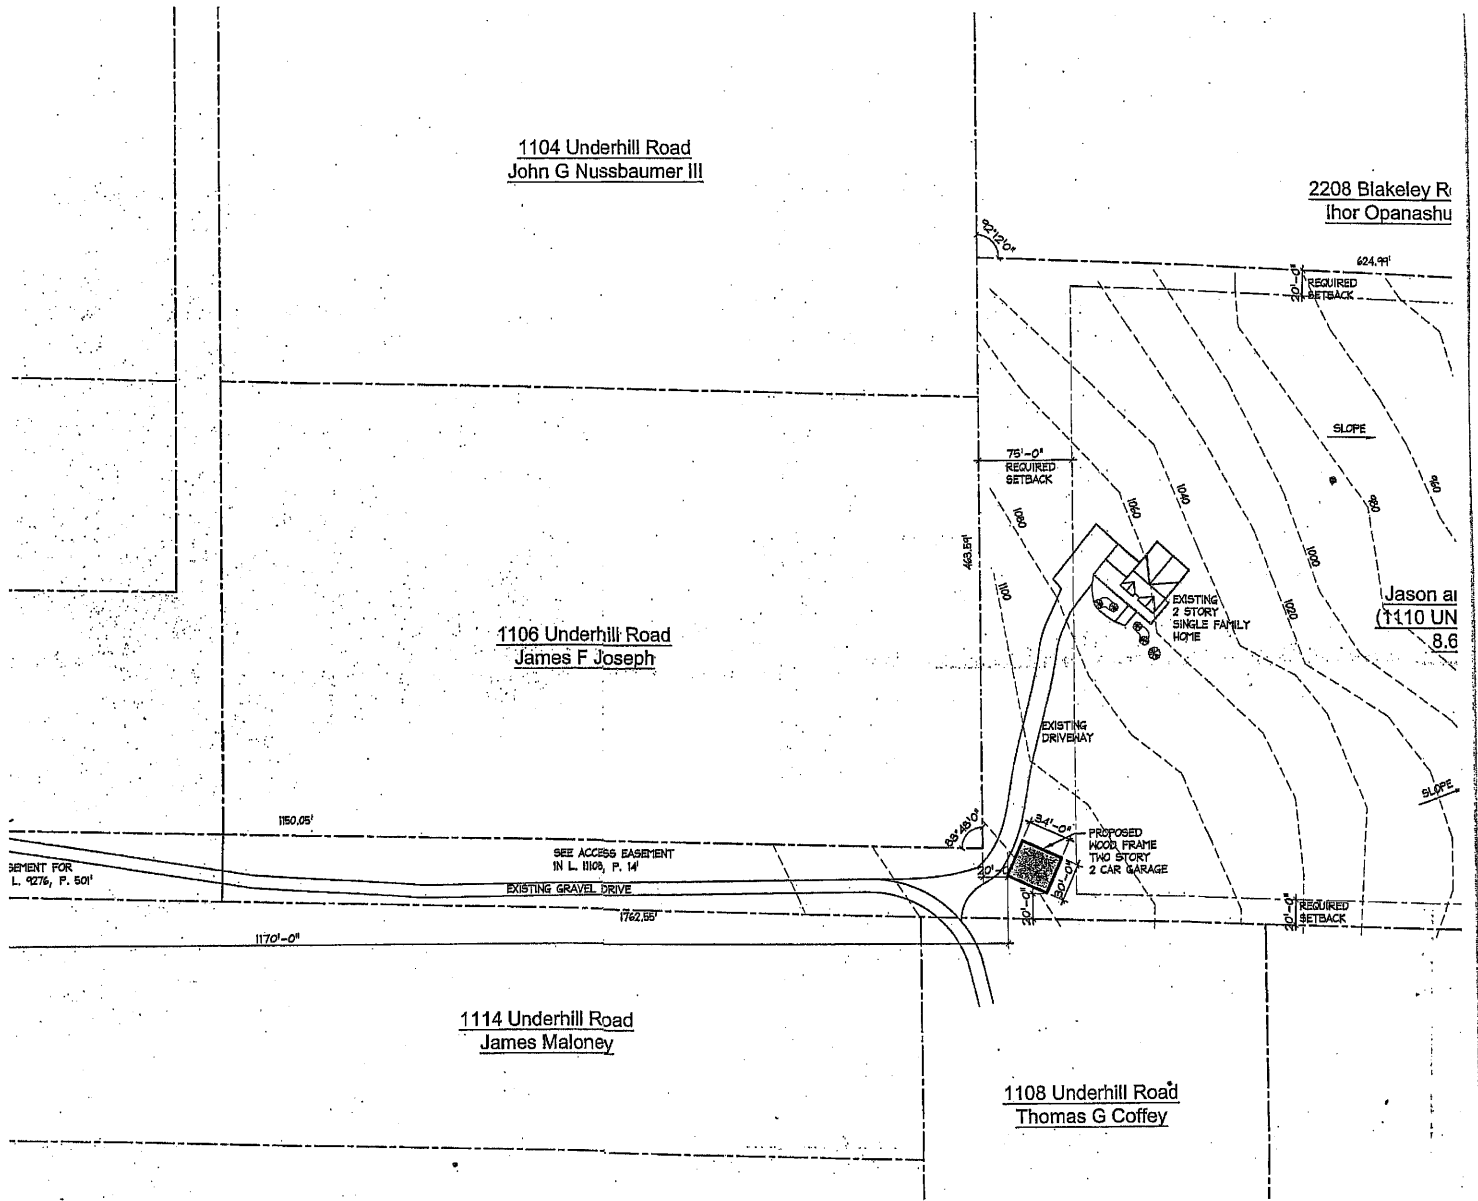 1104 Underhill Road
John G Nussbaumer III
2208 Blakeley R
Ihor Opanashu
92°12'0"
624.99'
20'-0"
REQUIRED
SETBACK
SLOPE
75'-0"
REQUIRED
SETBACK
1080
1060
1040
980
960
463.59'
1100
1000
1020
EXISTING
2 STORY
SINGLE FAMILY
HOME
Jason a
(1110 UN
8.6
1106 Underhill Road
James F Joseph
EXISTING
DRIVEWAY
SLOPE
1150.05'
88°48'0"
34'-0"
PROPOSED
WOOD FRAME
TWO STORY
2 CAR GARAGE
SEE ACCESS EASEMENT
IN L. 11108, P. 14'
SEMENT FOR
L. 9276, P. 501'
EXISTING GRAVEL DRIVE
20'-0"
30'-0"
20'-0"
20'-0"
REQUIRED
SETBACK
1762.55'
1170'-0"
1114 Underhill Road
James Maloney
1108 Underhill Road
Thomas G Coffey